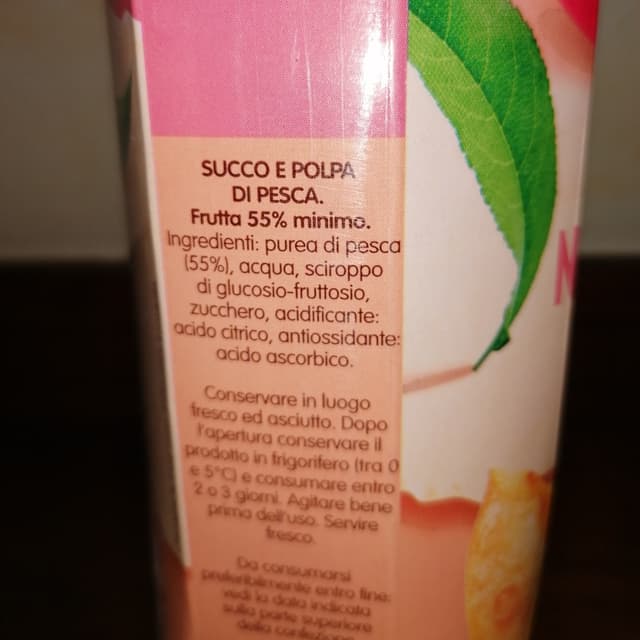 SUCCO E POLPA
DI PESCA.
Frutta 55% minimo.
Ingredienti: purea di pesca
(55%), acqua, sciroppo
di glucosio-fruttosio,
zucchero, acidificante:
acido citrico, antiossidante:
acido ascorbico.
Conservare in luogo
fresco ed asciutto. Dopo
l'apertura conservare il
prodotto in frigorifero (tra 0
e 5°C) e consumare entro
2 o 3 giorni. Agitare bene
prima dell'uso. Servire
fresco.
Da consumarsi
preferibilmente entro fine:
vedi la data indicata
sulla parte superiore
della confezione
N